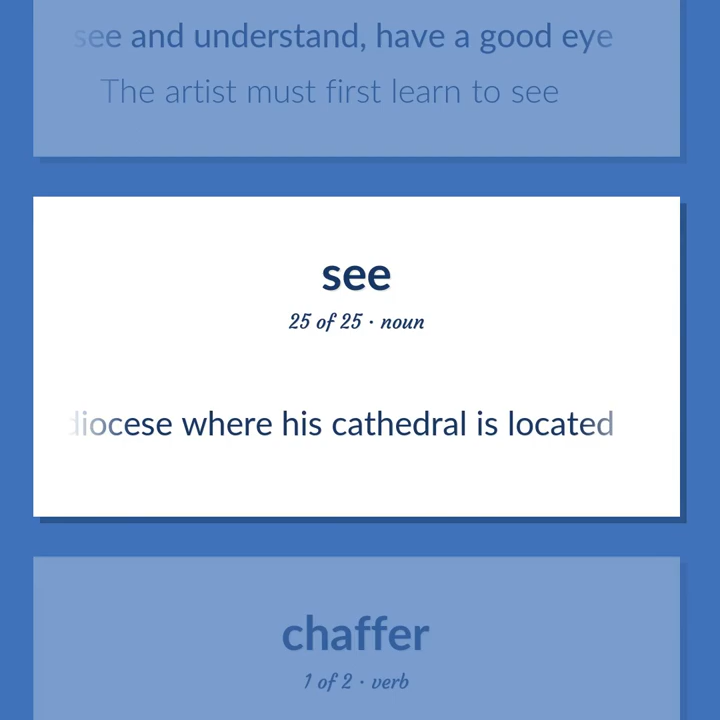 see and understand, have a good eye
The artist must first learn to see
see
25 of 25 · noun
diocese where his cathedral is located
chaffer
1 of 2 · verb